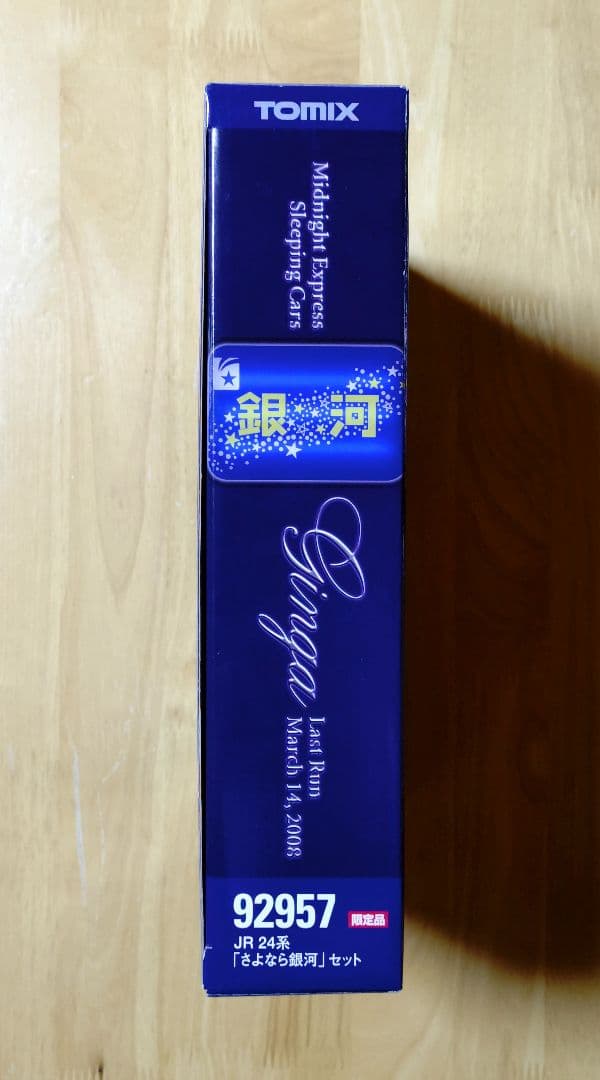 TOMIX
Midnight Express
Sleeping Cars
銀河
Ginga
Last Run
March 14, 2008
92957 限定品
JR 24系
「さよなら銀河」セット